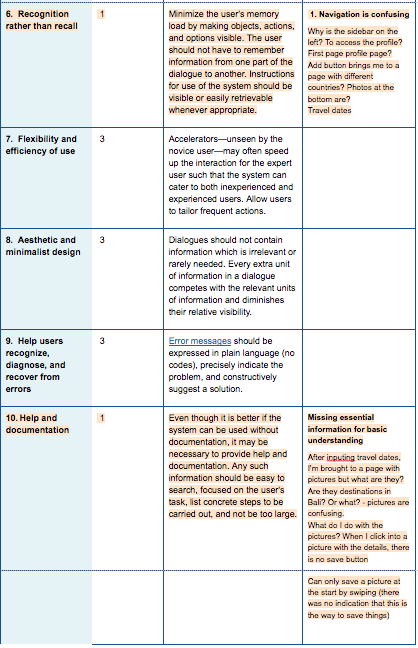 6. Recognition
rather than recall
1
Minimize the user's memory
load by making objects, actions,
and options visible. The user
should not have to remember
information from one part of the
dialogue to another. Instructions
for use of the system should be
visible or easily retrievable
whenever appropriate.
1. Navigation is confusing
Why is the sidebar on the
left? To access the profile?
First page profile page?
Add button brings me to a
page with different
countries? Photos at the
bottom are?
Travel dates
7. Flexibility and
efficiency of use
3
Accelerators—unseen by the
novice user—may often speed
up the interaction for the expert
user such that the system can
cater to both inexperienced and
experienced users. Allow users
to tailor frequent actions.
8. Aesthetic and
minimalist design
3
Dialogues should not contain
information which is irrelevant or
rarely needed. Every extra unit
of information in a dialogue
competes with the relevant units
of information and diminishes
their relative visibility.
9. Help users
recognize,
diagnose, and
recover from
errors
3
Error messages should be
expressed in plain language (no
codes), precisely indicate the
problem, and constructively
suggest a solution.
10. Help and
documentation
1
Even though it is better if the
system can be used without
documentation, it may be
necessary to provide help and
documentation. Any such
information should be easy to
search, focused on the user's
task, list concrete steps to be
carried out, and not be too large.
Missing essential
information for basic
understanding
After inputing travel dates,
I'm brought to a page with
pictures but what are they?
Are they destinations in
Bali? Or what? - pictures are
confusing.
What do I do with the
pictures? When I click into a
picture with the details, there
is no save button
Can only save a picture at
the start by swiping (there
was no indication that this is
the way to save things)